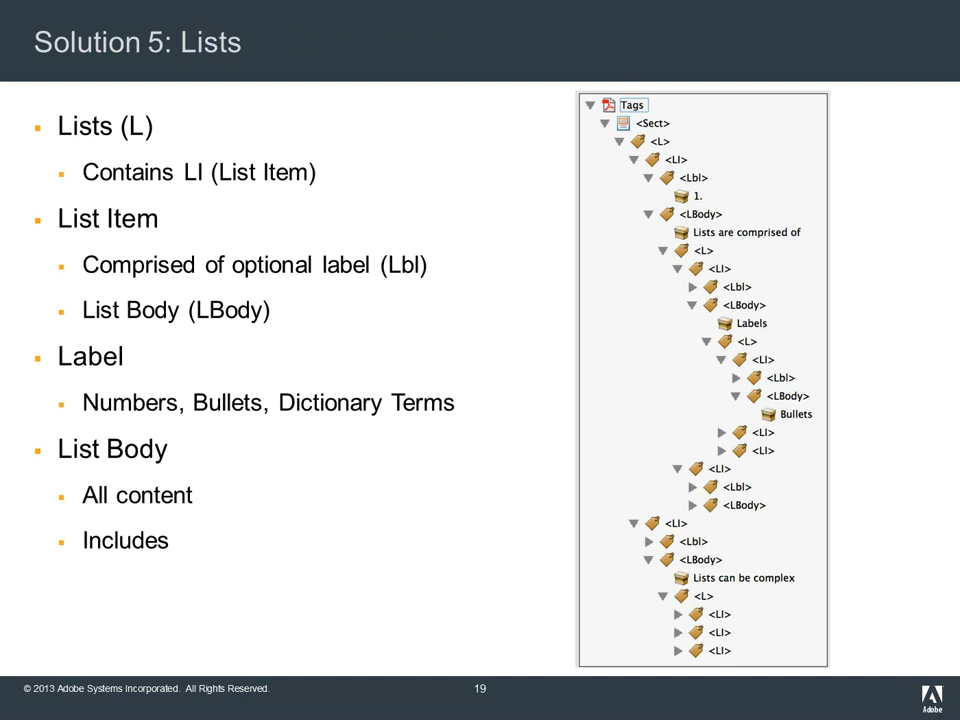 Solution 5: Lists
Lists (L)
Contains LI (List Item)
List Item
Comprised of optional label (Lbl)
List Body (LBody)
Label
Numbers, Bullets, Dictionary Terms
List Body
All content
Includes
Tags
<Sect>
<L>
<LI>
<Lbl>
1.
<LBody>
Lists are comprised of
<L>
<LI>
<Lbl>
<LBody>
Labels
<L>
<LI>
<Lbl>
<LBody>
Bullets
<LI>
<LI>
<LI>
<Lbl>
<LBody>
<LI>
<Lbl>
<LBody>
Lists can be complex
<L>
<LI>
<LI>
<LI>
© 2013 Adobe Systems Incorporated. All Rights Reserved.
19
Adobe